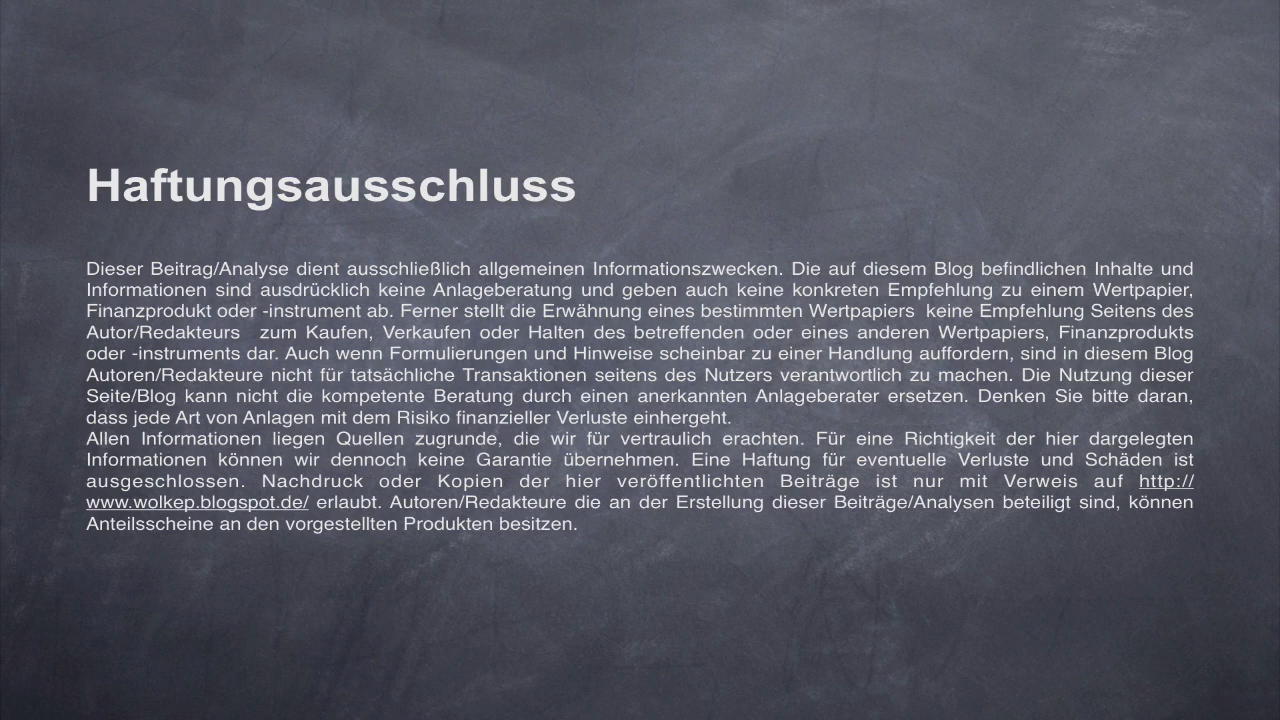 Haftungsausschluss
Dieser Beitrag/Analyse dient ausschließlich allgemeinen Informationszwecken. Die auf diesem Blog befindlichen Inhalte und
Informationen sind ausdrücklich keine Anlageberatung und geben auch keine konkreten Empfehlung zu einem Wertpapier,
Finanzprodukt oder -instrument ab. Ferner stellt die Erwähnung eines bestimmten Wertpapiers keine Empfehlung Seitens des
Autor/Redakteurs zum Kaufen, Verkaufen oder Halten des betreffenden oder eines anderen Wertpapiers, Finanzprodukts
oder -instruments dar. Auch wenn Formulierungen und Hinweise scheinbar zu einer Handlung auffordern, sind in diesem Blog
Autoren/Redakteure nicht für tatsächliche Transaktionen seitens des Nutzers verantwortlich zu machen. Die Nutzung dieser
Seite/Blog kann nicht die kompetente Beratung durch einen anerkannten Anlageberater ersetzen. Denken Sie bitte daran,
dass jede Art von Anlagen mit dem Risiko finanzieller Verluste einhergeht.
Allen Informationen liegen Quellen zugrunde, die wir für vertraulich erachten. Für eine Richtigkeit der hier dargelegten
Informationen können wir dennoch keine Garantie übernehmen. Eine Haftung für eventuelle Verluste und Schäden ist
ausgeschlossen. Nachdruck oder Kopien der hier veröffentlichten Beiträge ist nur mit Verweis auf http://
www.wolkep.blogspot.de/ erlaubt. Autoren/Redakteure die an der Erstellung dieser Beiträge/Analysen beteiligt sind, können
Anteilsscheine an den vorgestellten Produkten besitzen.